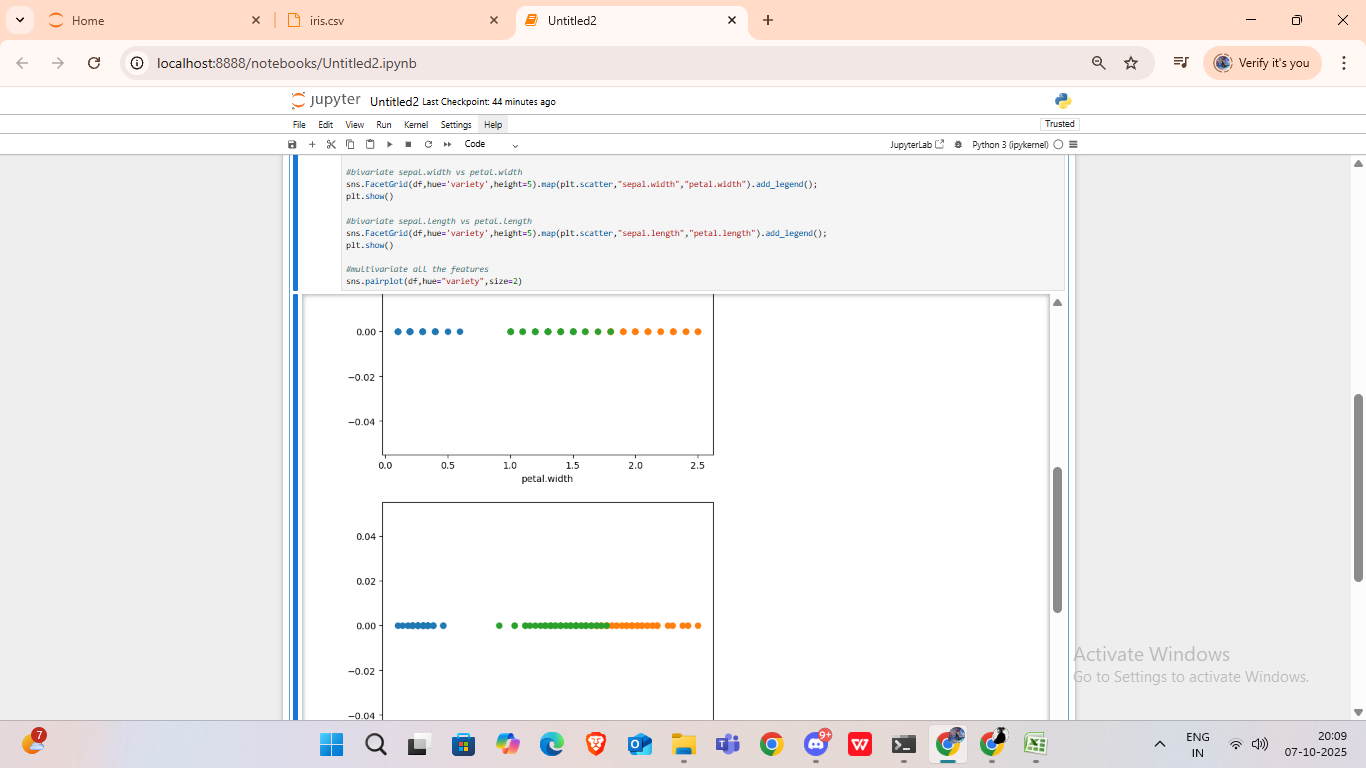 Home
iris.csv
Untitled2
localhost:8888/notebooks/Untitled2.ipynb
Verify it's you
jupyter Untitled2 Last Checkpoint: 44 minutes ago
File Edit View Run Kernel Settings Help
Trusted
Code
JupyterLab
Python 3 (ipykernel)
#bivariate sepal.width vs petal.width
sns.FacetGrid(df,hue='variety',height=5).map(plt.scatter,"sepal.width","petal.width").add_legend();
plt.show()
#bivariate sepal.length vs petal.length
sns.FacetGrid(df,hue='variety',height=5).map(plt.scatter,"sepal.length","petal.length").add_legend();
plt.show()
#multivariate all the features
sns.pairplot(df,hue="variety",size=2)
0.00
−0.02
−0.04
0.0 0.5 1.0 1.5 2.0 2.5
petal.width
0.04
0.02
0.00
−0.02
−0.04
Activate Windows
Go to Settings to activate Windows.
7
9+
W
ENG
IN
20:09
07-10-2025